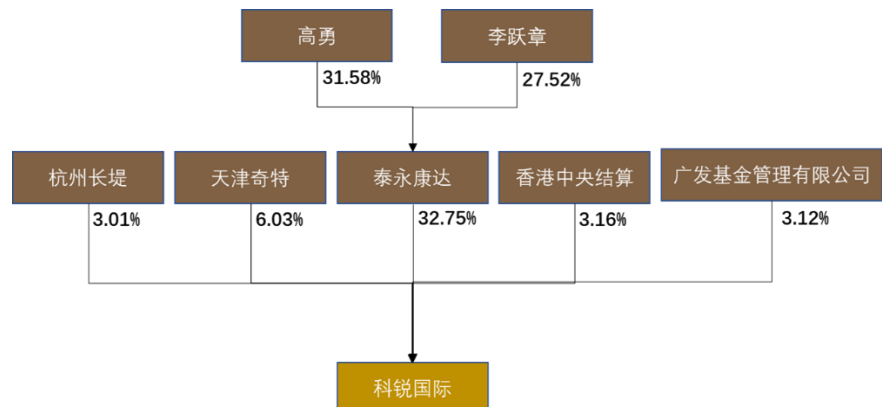 高勇
李跃章
31.58%
27.52%
杭州长堤
天津奇特
泰永康达
香港中央结算
广发基金管理有限公司
3.01%
6.03%
32.75%
3.16%
3.12%
科锐国际